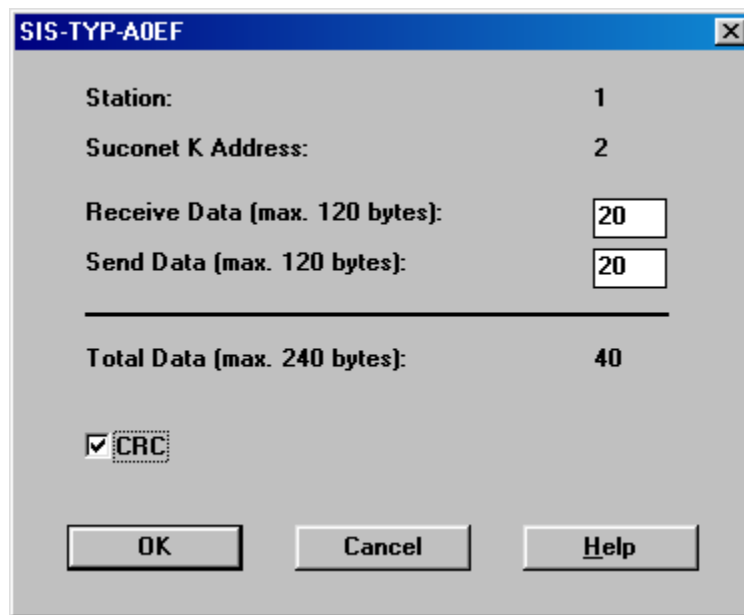 SIS-TYP-A0EF
Station: 1
Suconet K Address: 2
Receive Data (max. 120 bytes): 20
Send Data (max. 120 bytes): 20
Total Data (max. 240 bytes): 40
CRC
OK Cancel Help